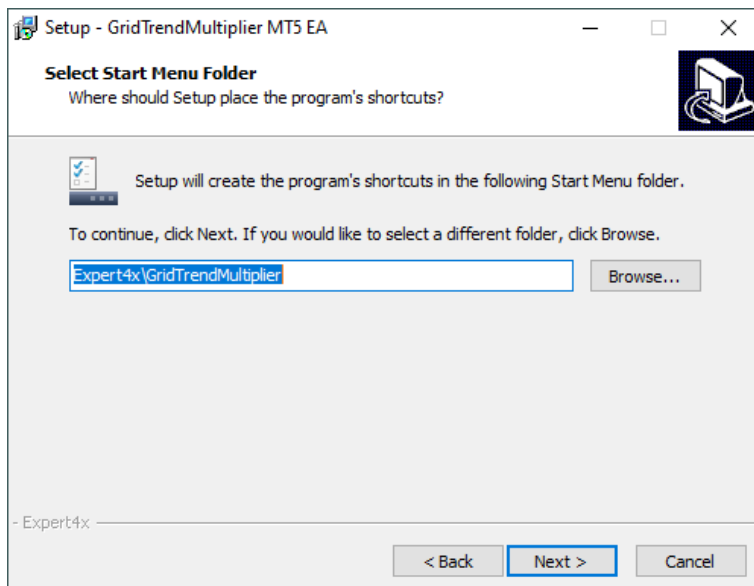 Setup - GridTrendMultiplier MT5 EA
Select Start Menu Folder
Where should Setup place the program's shortcuts?
Setup will create the program's shortcuts in the following Start Menu folder.
To continue, click Next. If you would like to select a different folder, click Browse.
Expert4x\GridTrendMultiplier
Browse...
- Expert4x
< Back
Next >
Cancel